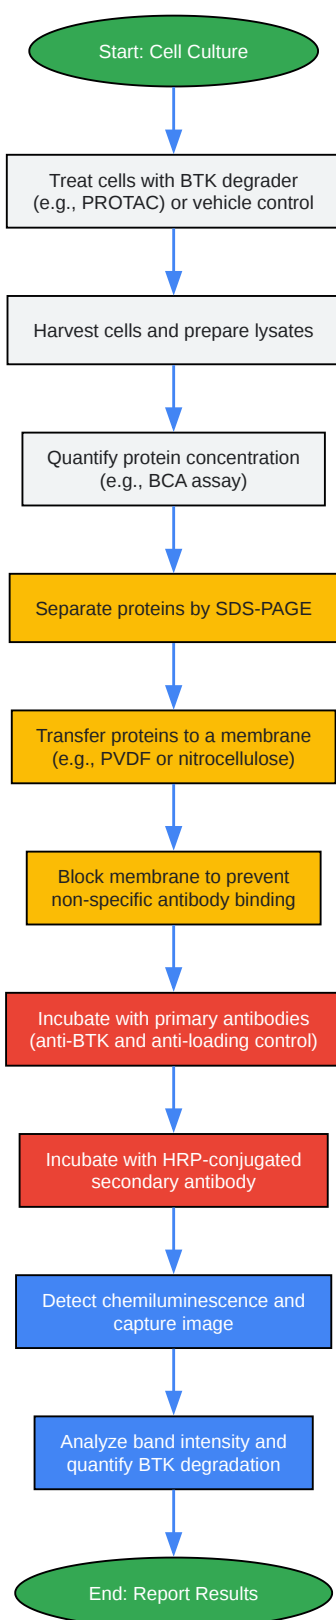 Start: Cell Culture
Treat cells with BTK degrader
(e.g., PROTAC) or vehicle control
Harvest cells and prepare lysates
Quantify protein concentration
(e.g., BCA assay)
Separate proteins by SDS-PAGE
Transfer proteins to a membrane
(e.g., PVDF or nitrocellulose)
Block membrane to prevent
non-specific antibody binding
Incubate with primary antibodies
(anti-BTK and anti-loading control)
Incubate with HRP-conjugated
secondary antibody
Detect chemiluminescence and
capture image
Analyze band intensity and
quantify BTK degradation
End: Report Results